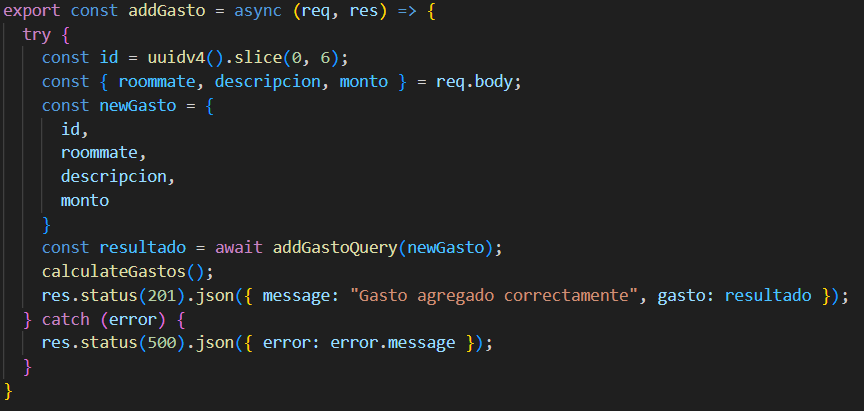 export const addGasto = async (req, res) => {
try {
const id = uuidv4().slice(0, 6);
const { roommate, descripcion, monto } = req.body;
const newGasto = {
id,
roommate,
descripcion,
monto
}
const resultado = await addGastoQuery(newGasto);
calculateGastos();
res.status(201).json({ message: "Gasto agregado correctamente", gasto: resultado });
} catch (error) {
res.status(500).json({ error: error.message });
}
}